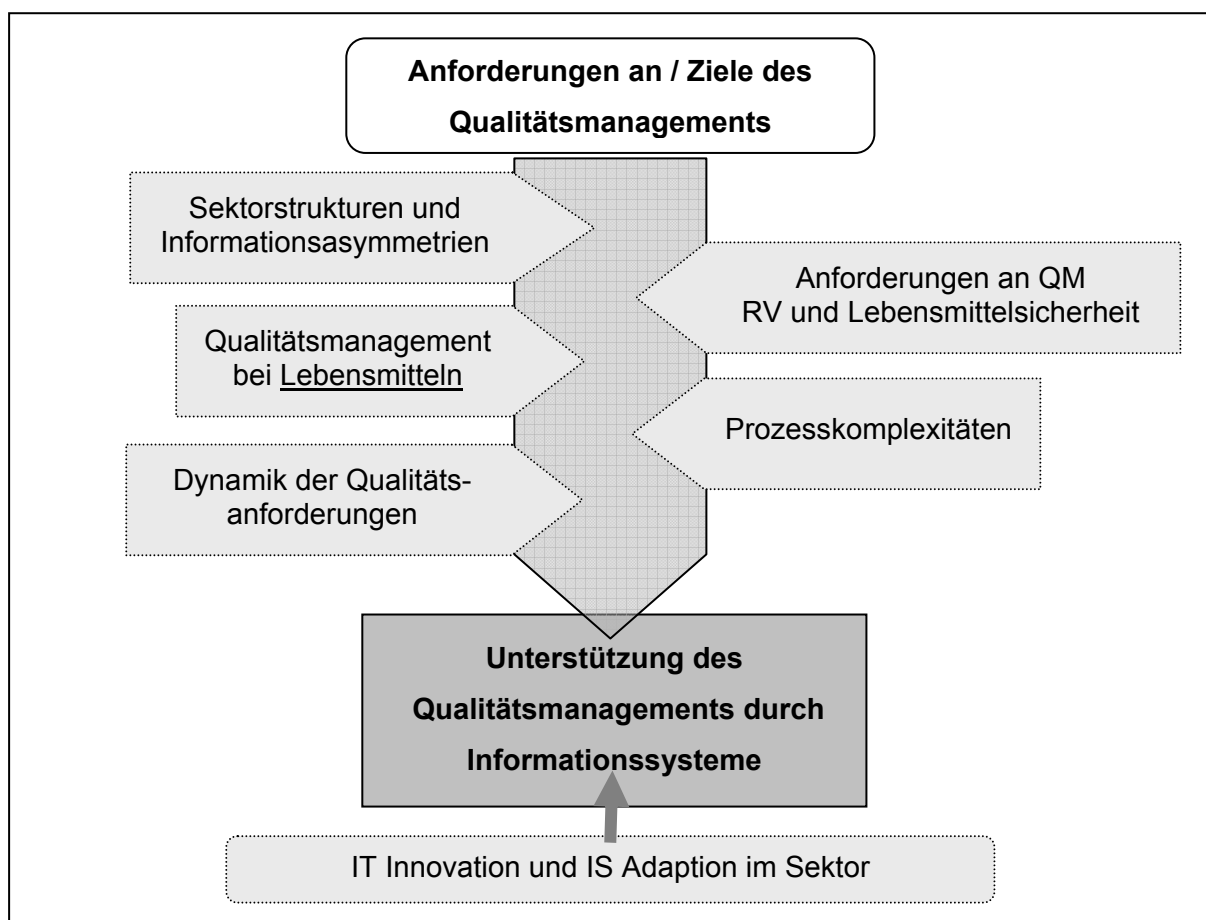 Anforderungen an / Ziele des
Qualitätsmanagements
Sektorstrukturen und
Informationsasymmetrien
Anforderungen an QM
RV und Lebensmittelsicherheit
Qualitätsmanagement
bei Lebensmitteln
Prozesskomplexitäten
Dynamik der Qualitäts-
anforderungen
Unterstützung des
Qualitätsmanagements durch
Informationssysteme
IT Innovation und IS Adaption im Sektor